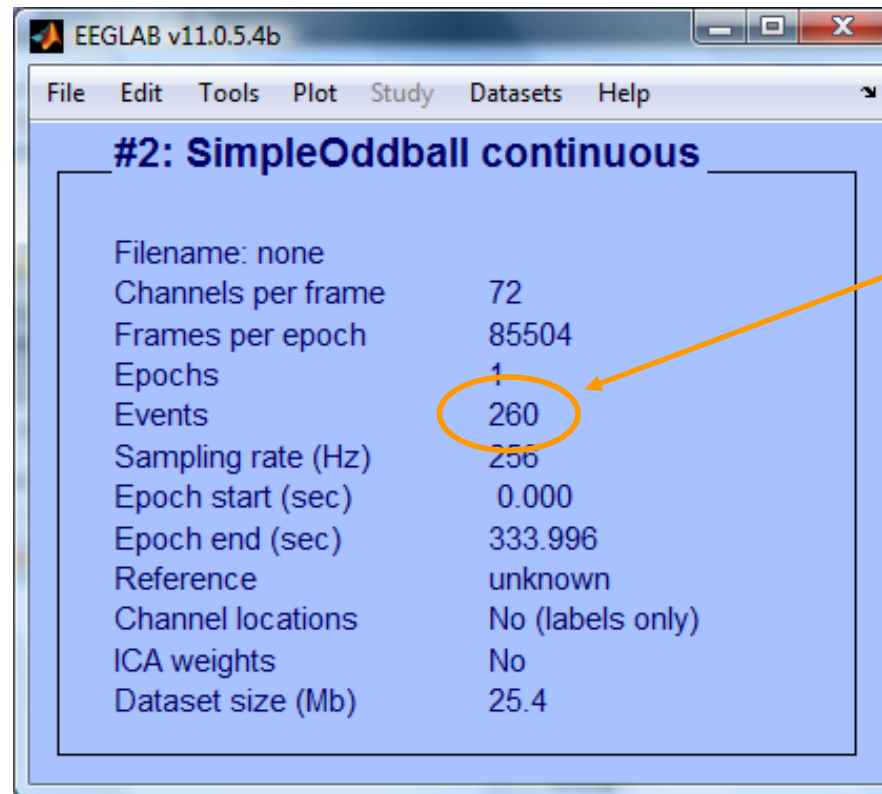 EEGLAB v11.0.5.4b
File Edit Tools Plot Study Datasets Help
#2: SimpleOddball continuous
Filename: none
Channels per frame 72
Frames per epoch 85504
Epochs 1
Events 260
Sampling rate (Hz) 256
Epoch start (sec) 0.000
Epoch end (sec) 333.996
Reference unknown
Channel locations No (labels only)
ICA weights No
Dataset size (Mb) 25.4